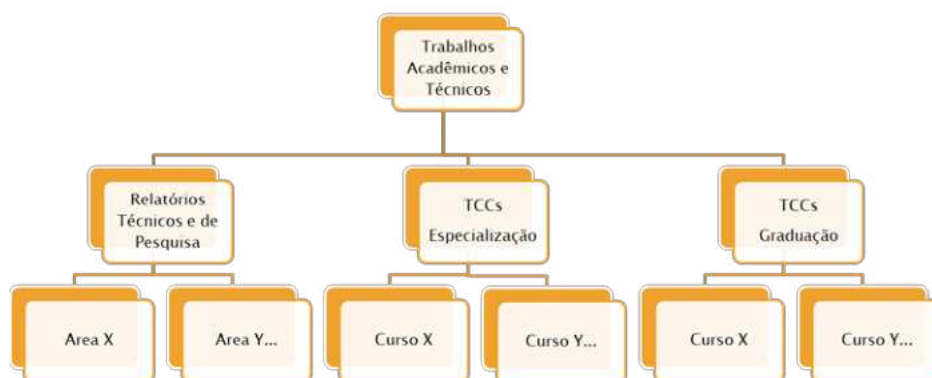 Trabalhos
Acadêmicos e
Técnicos
Relatórios
Técnicos e de
Pesquisa
TCCs
Especialização
TCCs
Graduação
Area X
Area Y...
Curso X
Curso Y...
Curso X
Curso Y...